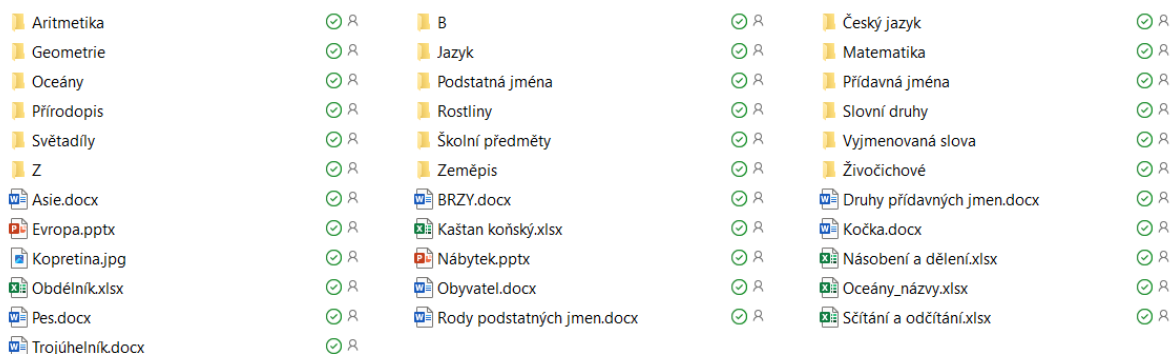 Aritmetika B Český jazyk
Geometrie Jazyk Matematika
Oceány Podstatná jména Přídavná jména
Přírodopis Rostliny Slovní druhy
Světadíly Školní předměty Vyjmenovaná slova
Z Zeměpis Živočichové
Asie.docx BRZY.docx Druhy přídavných jmen.docx
Evropa.pptx Kaštan koňský.xlsx Kočka.docx
Kopretina.jpg Nábytek.pptx Násobení a dělení.xlsx
Obdélník.xlsx Obyvatel.docx Oceány_názvy.xlsx
Pes.docx Rody podstatných jmen.docx Sčítání a odčítání.xlsx
Trojúhelník.docx